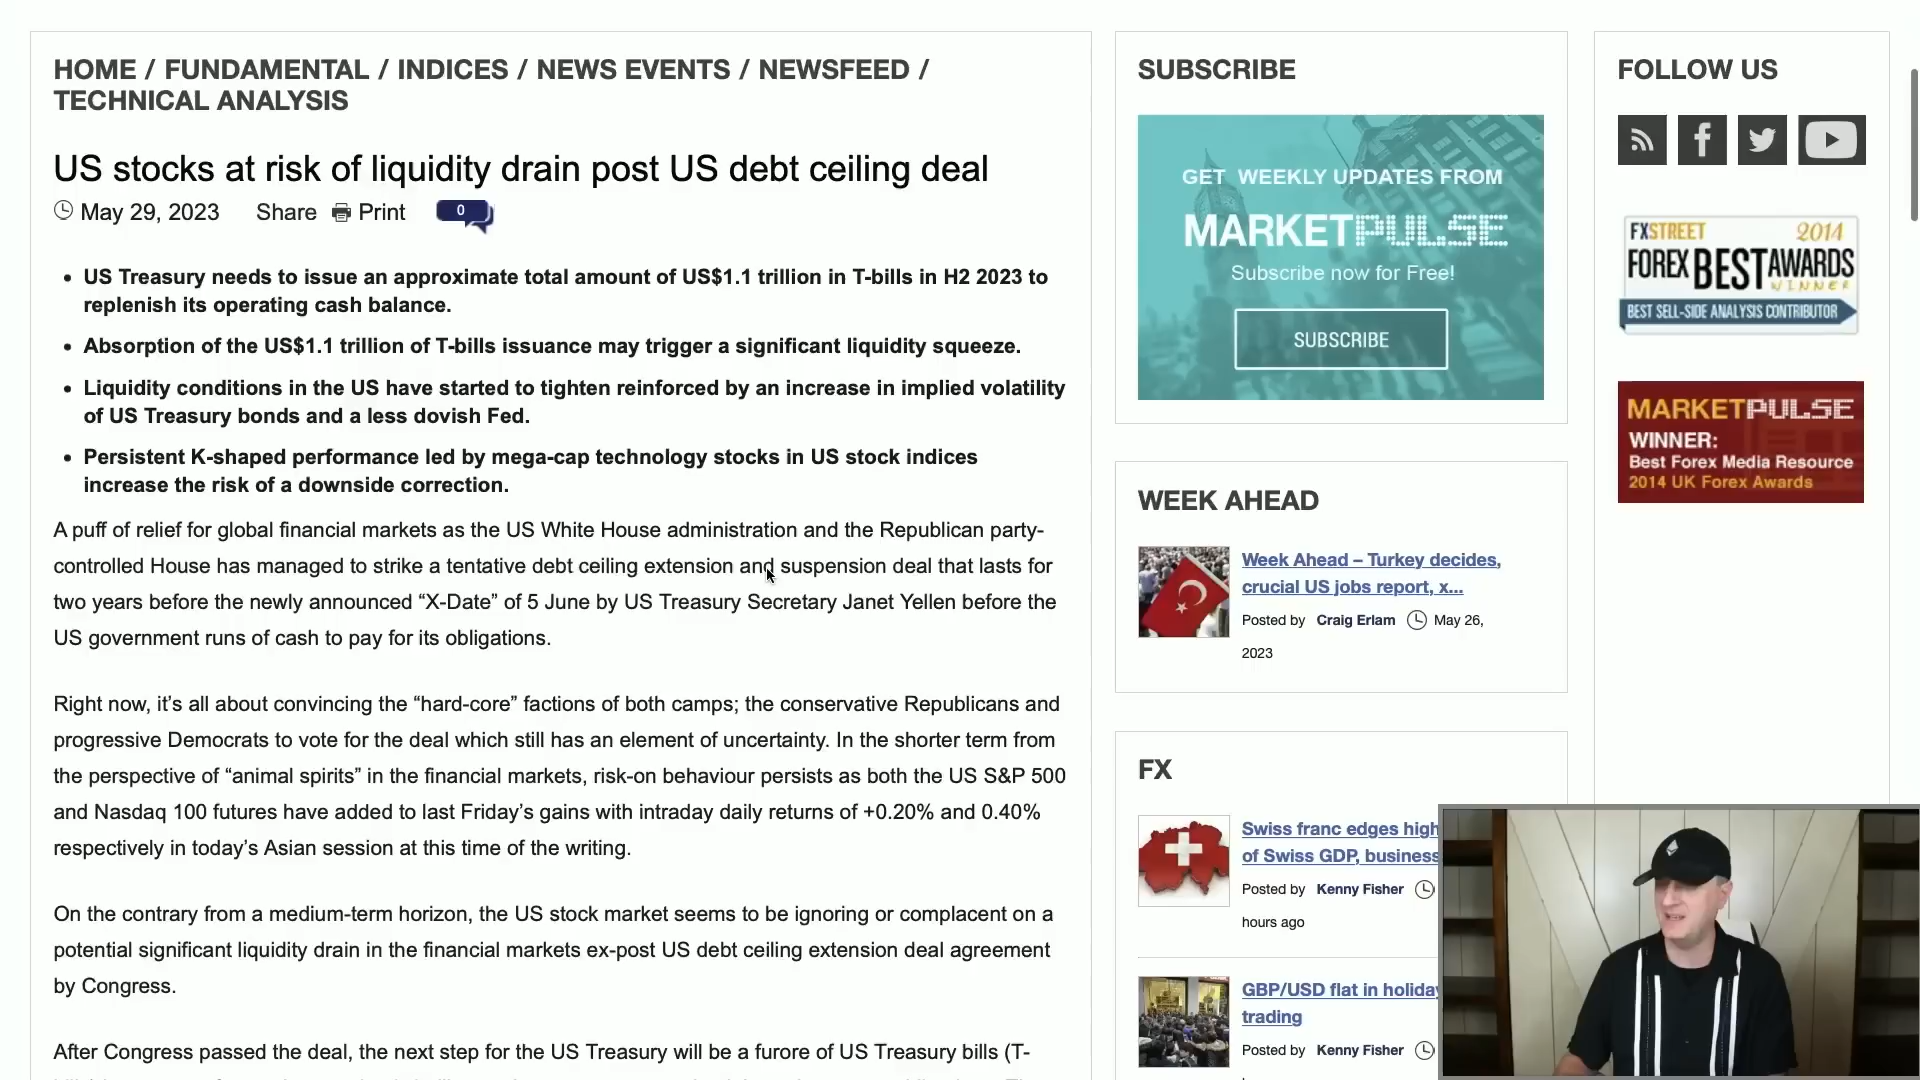 HOME / FUNDAMENTAL / INDICES / NEWS EVENTS / NEWSFEED /
TECHNICAL ANALYSIS
US stocks at risk of liquidity drain post US debt ceiling deal
May 29, 2023 Share Print 0
• US Treasury needs to issue an approximate total amount of US$1.1 trillion in T-bills in H2 2023 to
replenish its operating cash balance.
• Absorption of the US$1.1 trillion of T-bills issuance may trigger a significant liquidity squeeze.
• Liquidity conditions in the US have started to tighten reinforced by an increase in implied volatility
of US Treasury bonds and a less dovish Fed.
• Persistent K-shaped performance led by mega-cap technology stocks in US stock indices
increase the risk of a downside correction.
A puff of relief for global financial markets as the US White House administration and the Republican party-
controlled House has managed to strike a tentative debt ceiling extension and suspension deal that lasts for
two years before the newly announced “X-Date” of 5 June by US Treasury Secretary Janet Yellen before the
US government runs of cash to pay for its obligations.
Right now, it’s all about convincing the “hard-core” factions of both camps; the conservative Republicans and
progressive Democrats to vote for the deal which still has an element of uncertainty. In the shorter term from
the perspective of “animal spirits” in the financial markets, risk-on behaviour persists as both the US S&P 500
and Nasdaq 100 futures have added to last Friday’s gains with intraday daily returns of +0.20% and 0.40%
respectively in today’s Asian session at this time of the writing.
On the contrary from a medium-term horizon, the US stock market seems to be ignoring or complacent on a
potential significant liquidity drain in the financial markets ex-post US debt ceiling extension deal agreement
by Congress.
After Congress passed the deal, the next step for the US Treasury will be a furore of US Treasury bills (T-
SUBSCRIBE
GET WEEKLY UPDATES FROM
MARKETPULSE
Subscribe now for Free!
SUBSCRIBE
WEEK AHEAD
Week Ahead – Turkey decides,
crucial US jobs report, x...
Posted by Craig Erlam May 26,
2023
FX
Swiss franc edges high
of Swiss GDP, business
Posted by Kenny Fisher
hours ago
GBP/USD flat in holiday
trading
Posted by Kenny Fisher
FOLLOW US
FXSTREET 2014
FOREX BEST AWARDS
WINNER
BEST SELL-SIDE ANALYSIS CONTRIBUTOR
MARKETPULSE
WINNER:
Best Forex Media Resource
2014 UK Forex Awards